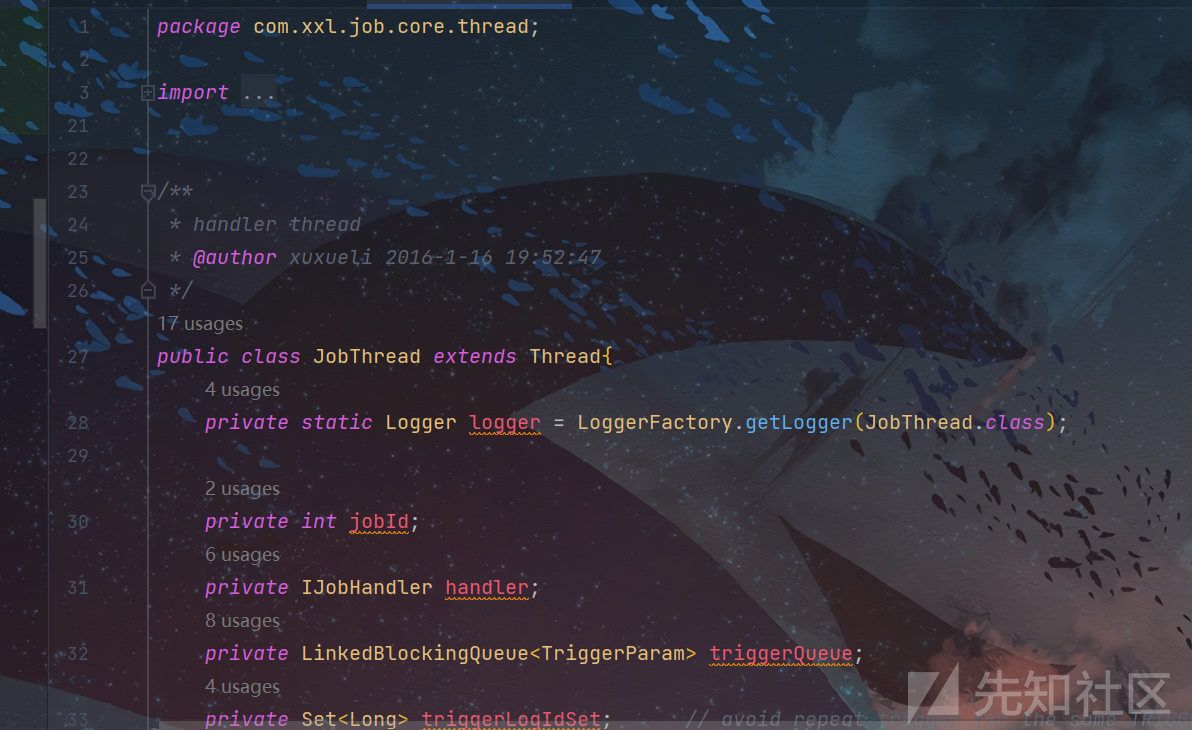 1 package com.xxl.job.core.thread;
2
3 import ...
21
22
23 /**
24 * handler thread
25 * @author xuxueli 2016-1-16 19:52:47
26 */
17 usages
27 public class JobThread extends Thread{
4 usages
28 private static Logger logger = LoggerFactory.getLogger(JobThread.class);
29
2 usages
30 private int jobId;
6 usages
31 private IJobHandler handler;
8 usages
32 private LinkedBlockingQueue<TriggerParam> triggerQueue;
4 usages
33 private Set<Long> triggerLogIdSet; // avoid repeat trigger for the same TRIGG
先知社区